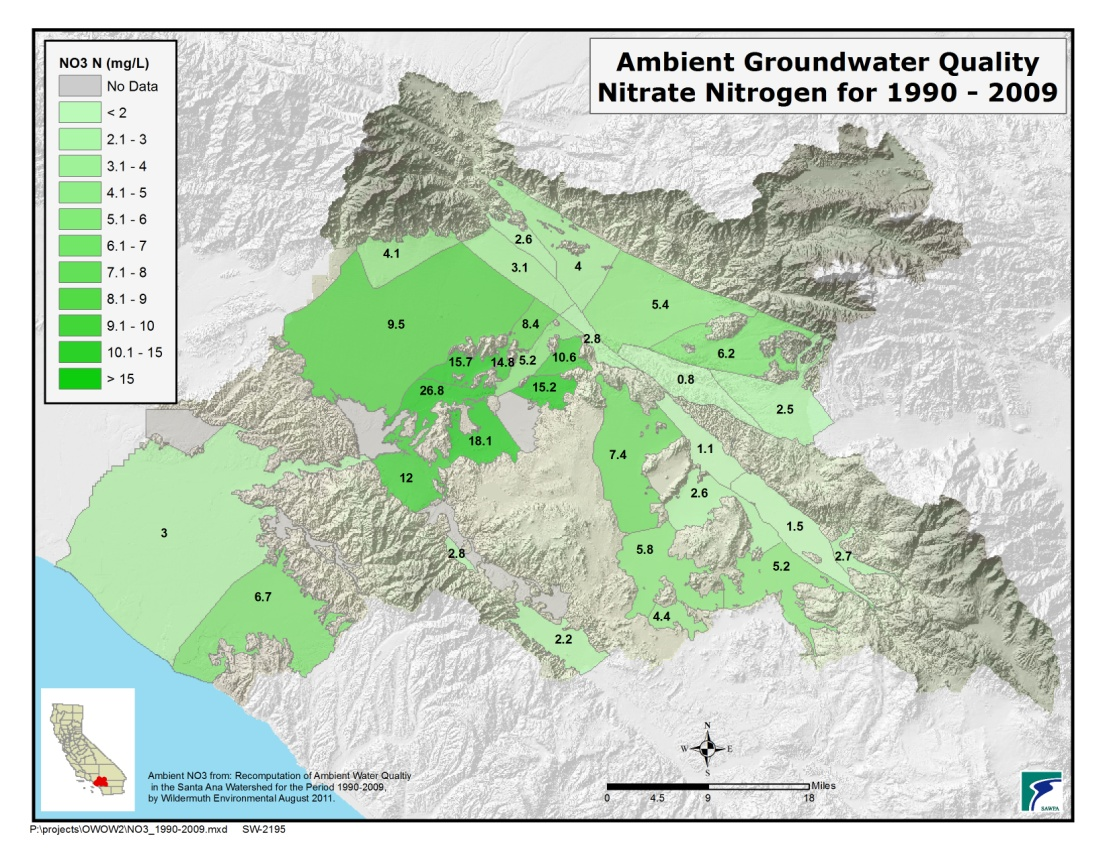 Ambient Groundwater Quality
Nitrate Nitrogen for 1990 - 2009
NO3 N (mg/L)
No Data
< 2
2.1 - 3
3.1 - 4
4.1 - 5
5.1 - 6
6.1 - 7
7.1 - 8
8.1 - 9
9.1 - 10
10.1 - 15
> 15
2.6
4.1
3.1
4
5.4
9.5
8.4
2.8
15.7
14.8
5.2
10.6
6.2
26.8
15.2
0.8
2.5
18.1
1.1
7.4
12
2.6
3
1.5
2.8
5.8
5.2
2.7
6.7
4.4
2.2
N
W
E
S
Miles
0
4.5
9
18
Ambient NO3 from: Recomputation of Ambient Water Qualtiy
in the Santa Ana Watershed for the Period 1990-2009,
by Wildermuth Environmental August 2011.
SAWPA
P:\projects\OWOW2\NO3_1990-2009.mxd SW-2195